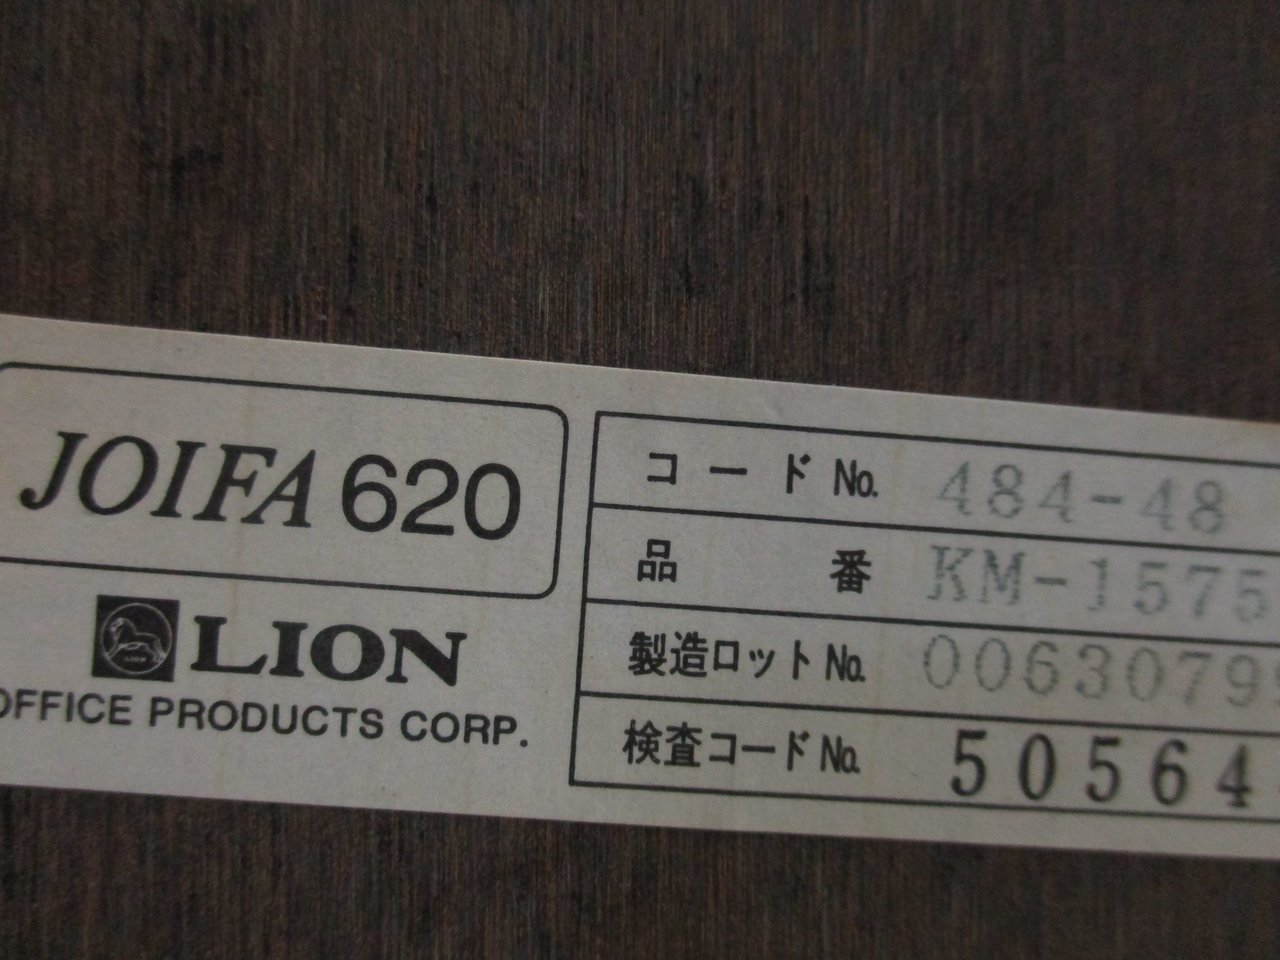 JOIFA 620
LION
OFFICE PRODUCTS CORP.
コード No. 484-48
品番 KM-1575
製造ロット No. 0063079
検査コード No. 50564